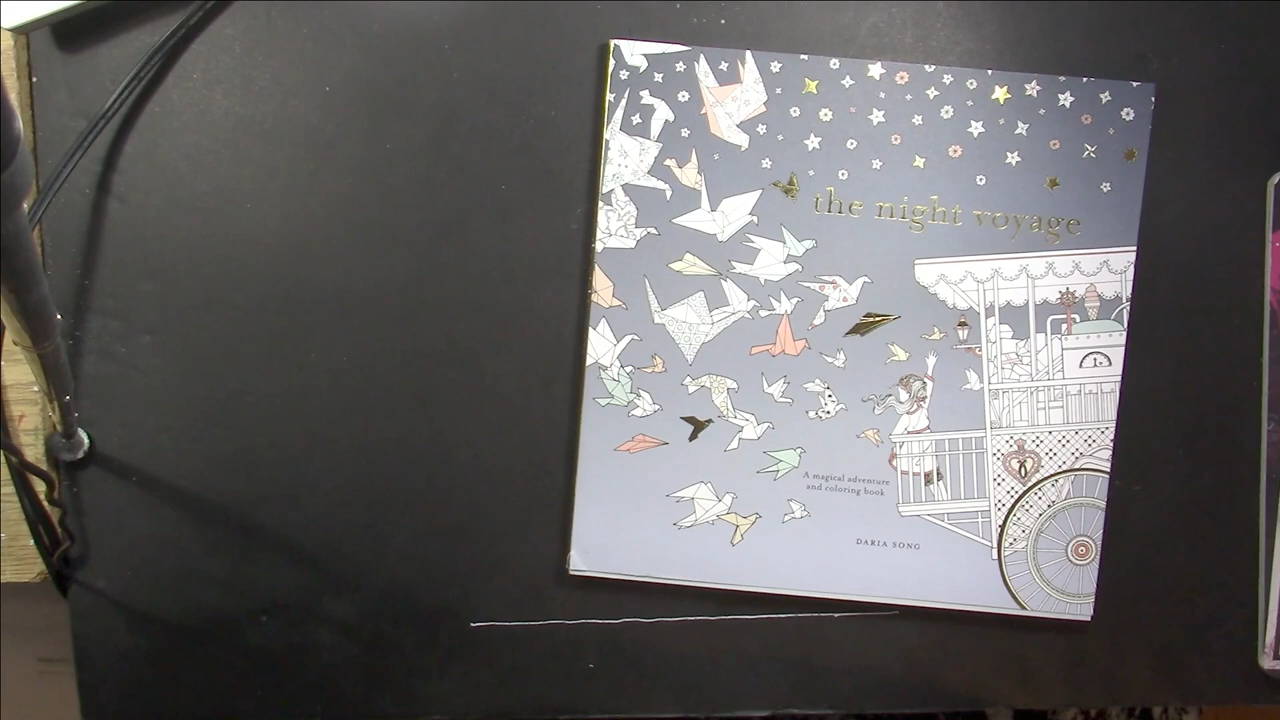 the night voyage
A magical adventure
and coloring book
DARIA SONG